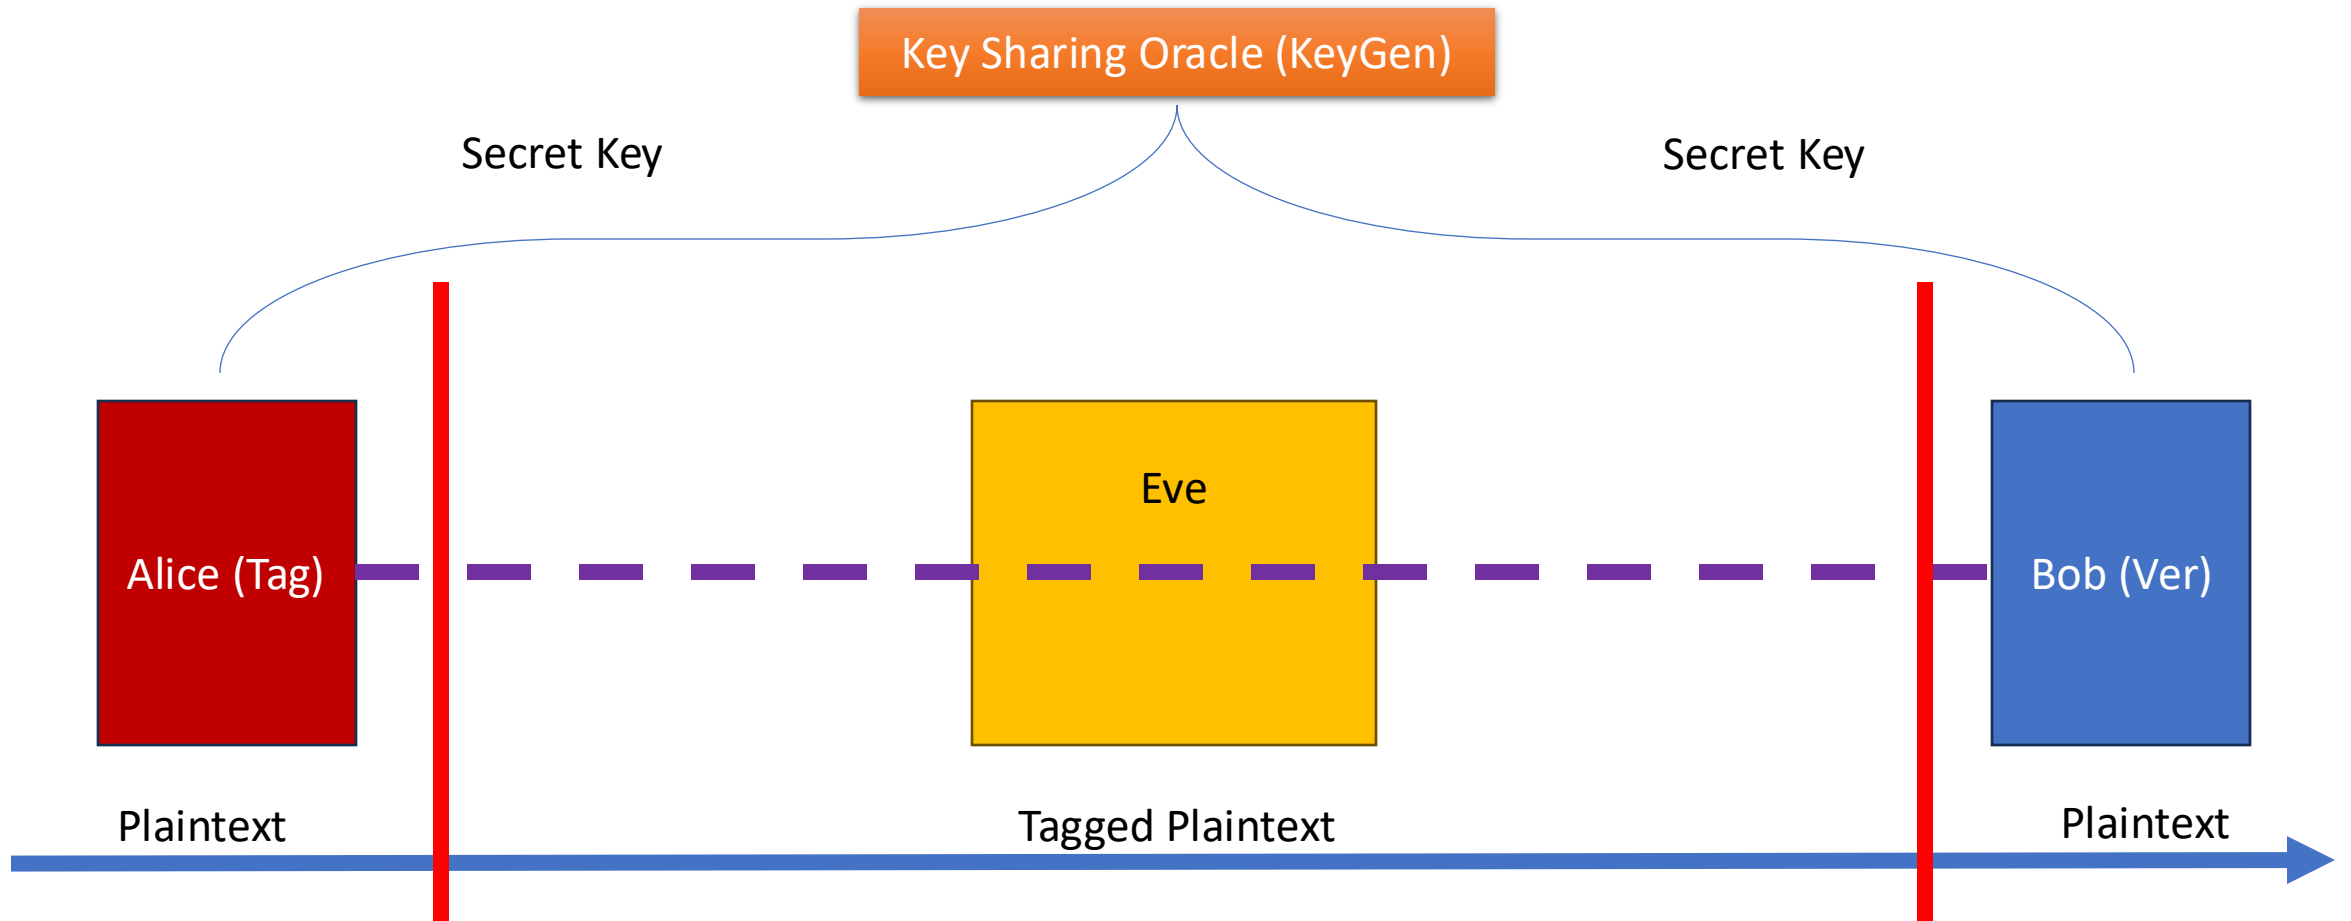 Key Sharing Oracle (KeyGen)
Secret Key
Secret Key
Eve
Alice (Tag)
Bob (Ver)
Plaintext
Tagged Plaintext
Plaintext